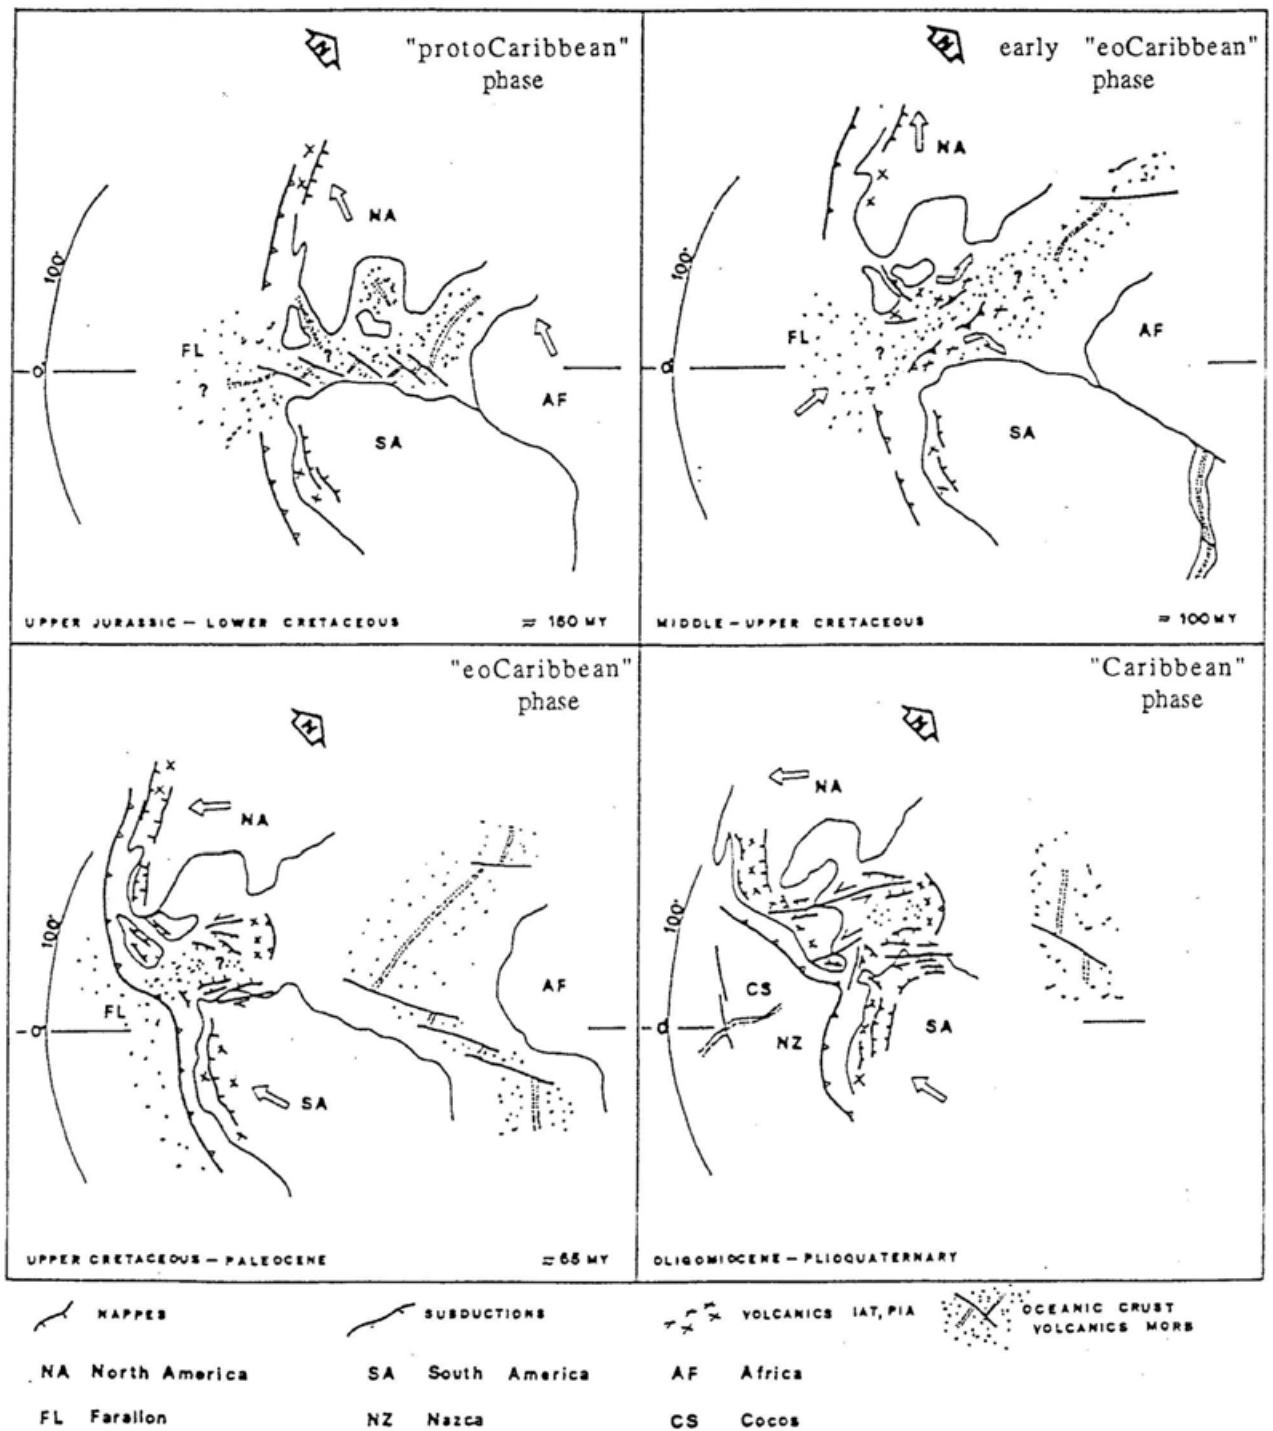 N
"protoCaribbean"
phase
NA
100°
FL
?
?
0°
AF
SA
UPPER JURASSIC — LOWER CRETACEOUS ≈ 150 MY
N
early "eoCaribbean"
phase
NA
100°
?
FL
?
AF
0°
SA
MIDDLE — UPPER CRETACEOUS ≈ 100 MY
N
"eoCaribbean"
phase
NA
100°
?
FL
AF
0°
SA
UPPER CRETACEOUS — PALEOCENE ≈ 65 MY
N
"Caribbean"
phase
NA
100°
CS
0°
NZ
SA
OLIGOMIOCENE — PLIOQUATERNARY
NAPPES SUBDUCTIONS VOLCANICS IAT, PIA OCEANIC CRUST
VOLCANICS MORB
NA North America SA South America AF Africa
FL Farallon NZ Nazca CS Cocos